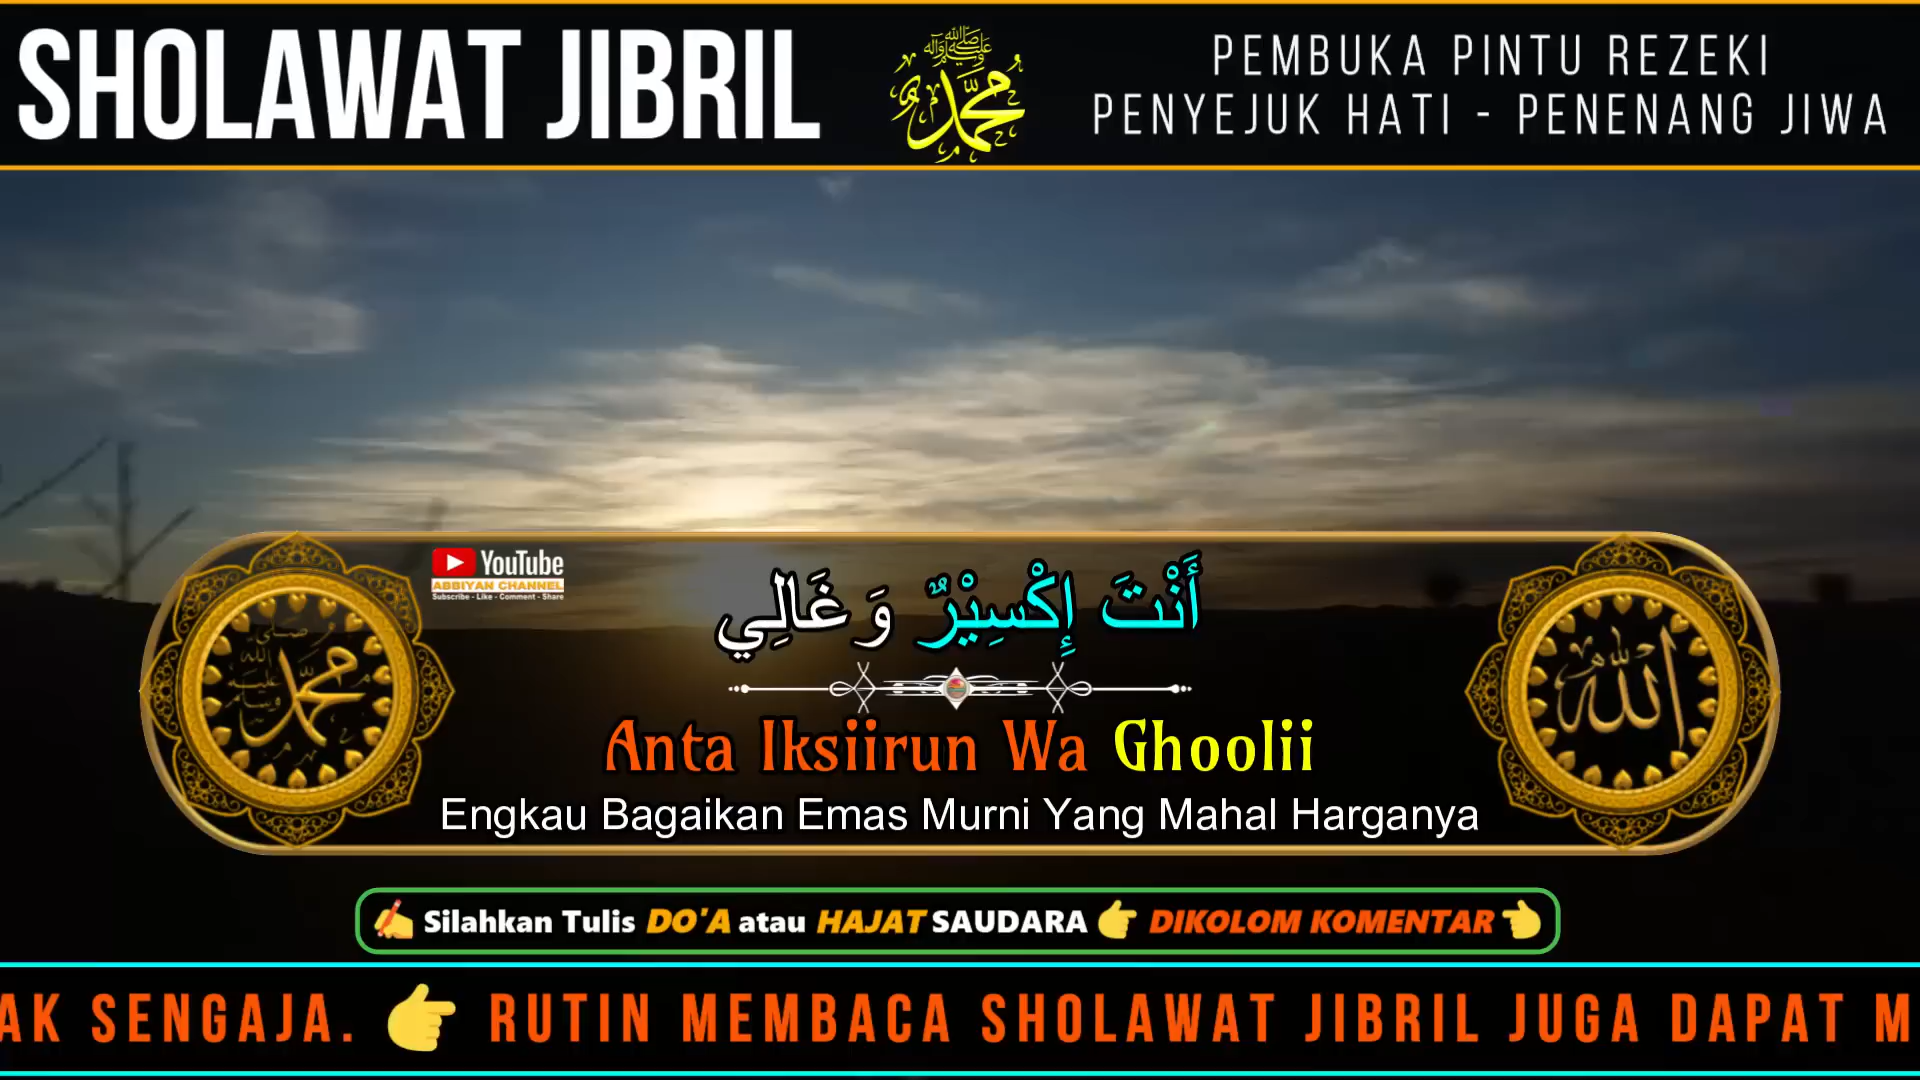 SHOLAWAT JIBRIL
محمد
PEMBUKA PINTU REZEKI
PENYEJUK HATI - PENENANG JIWA
YouTube
ABBIYAN CHANNEL
Subscribe - Like - Comment - Share
أَنْتَ إِكْسِيْرٌ وَغَالِي
Anta Iksiirun Wa Ghoolii
Engkau Bagaikan Emas Murni Yang Mahal Harganya
محمد
الله
✍ Silahkan Tulis DO'A atau HAJAT SAUDARA 👉 DIKOLOM KOMENTAR 👈
AK SENGAJA. 👉 RUTIN MEMBACA SHOLAWAT JIBRIL JUGA DAPAT M